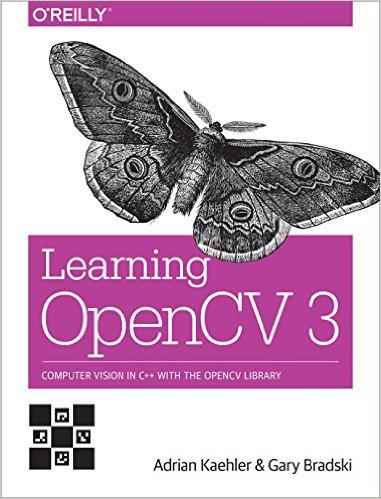 O'REILLY®
Learning
OpenCV 3
COMPUTER VISION IN C++ WITH THE OPENCV LIBRARY
Adrian Kaehler & Gary Bradski